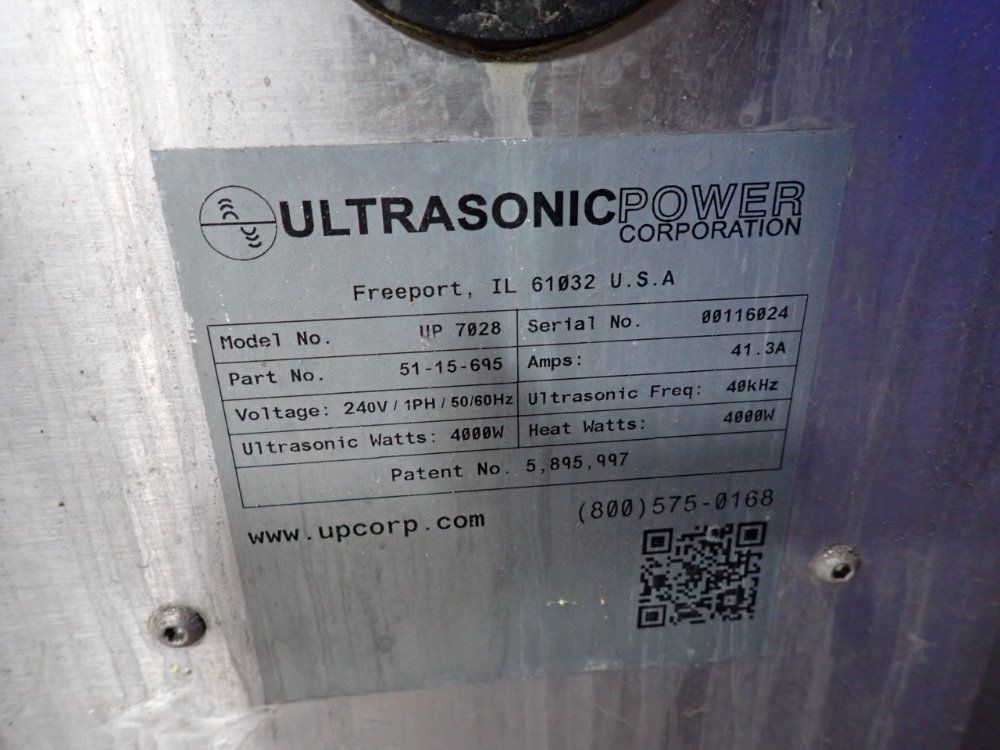 ULTRASONICPOWER
CORPORATION
Freeport, IL 61032 U.S.A
Model No. UP 7028 Serial No. 00116024
Part No. 51-15-695 Amps: 41.3A
Voltage: 240V / 1PH / 50/60Hz Ultrasonic Freq: 40kHz
Ultrasonic Watts: 4000W Heat Watts: 4000W
Patent No. 5,895,997
www.upcorp.com (800)575-0168